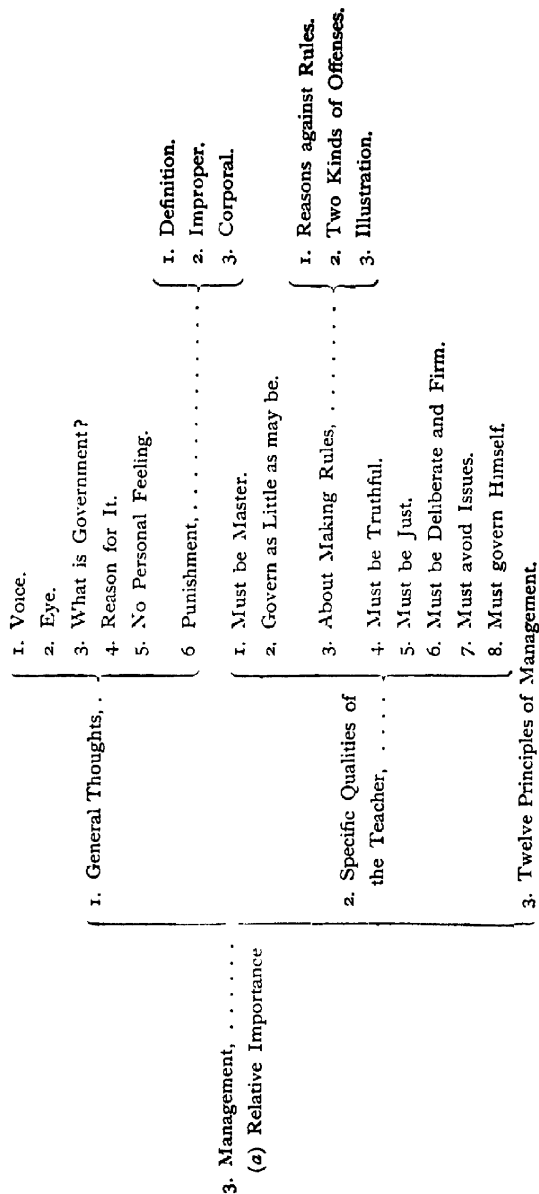 3. Management, . . . . . .
(a) Relative Importance
1. General Thoughts, .
1. Voice.
2. Eye.
3. What is Government?
4. Reason for It.
5. No Personal Feeling.
6 Punishment, . . . . . . . . . . . .
1. Definition.
2. Improper.
3. Corporal.
2. Specific Qualities of
the Teacher, . . . .
1. Must be Master.
2. Govern as Little as may be.
3. About Making Rules, . . . . . . . .
1. Reasons against Rules.
2. Two Kinds of Offenses.
3. Illustration.
4. Must be Truthful.
5. Must be Just.
6. Must be Deliberate and Firm.
7. Must avoid Issues.
8. Must govern Himself.
3. Twelve Principles of Management.